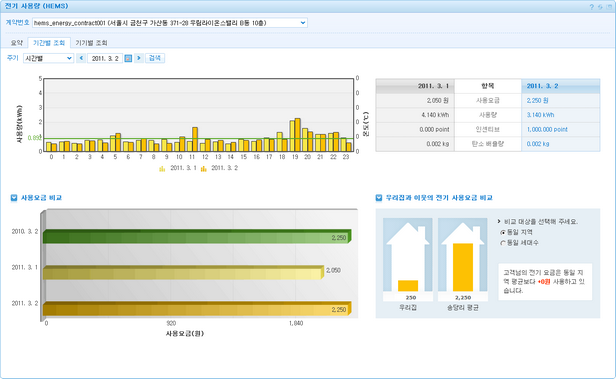 전기 사용량 (HEMS)
계약번호 hems_energy_contract001 (서울시 금천구 가산동 371-28 우림라이온스밸리 B동 10층)
요약 기간별 조회 기기별 조회
주기 시간별 2011. 3. 2 검색
사용량(kWh)
5
4
3
2
1
0
온도(℃)
0
0
0
0
0
0
0 1 2 3 4 5 6 7 8 9 10 11 12 13 14 15 16 17 18 19 20 21 22 23
2011. 3. 1 2011. 3. 2
2011. 3. 1 항목 2011. 3. 2
2,050 원 사용요금 2,250 원
4.140 kWh 사용량 3.140 kWh
0.000 point 인센티브 1,000.000 point
0.002 kg 탄소 배출량 0.002 kg
사용요금 비교
2010. 3. 2 2,250
2011. 3. 1 2,050
2011. 3. 2 2,250
0 920 1,840
사용요금(원)
우리집과 이웃의 전기 사용요금 비교
250 2,250
우리집 송달리 평균
비교 대상을 선택해 주세요.
동일 지역
동일 세대수
고객님의 전기 요금은 동일 지
역 평균보다 +0원 사용하고 있
습니다.